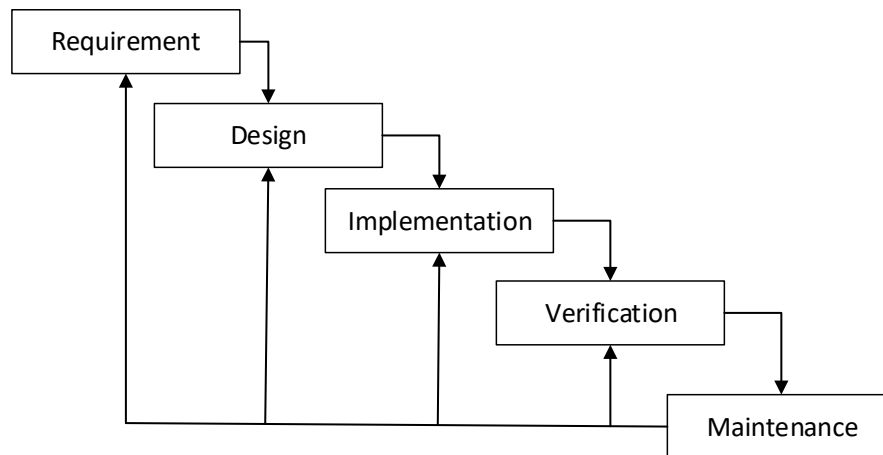 Requirement
Design
Implementation
Verification
Maintenance